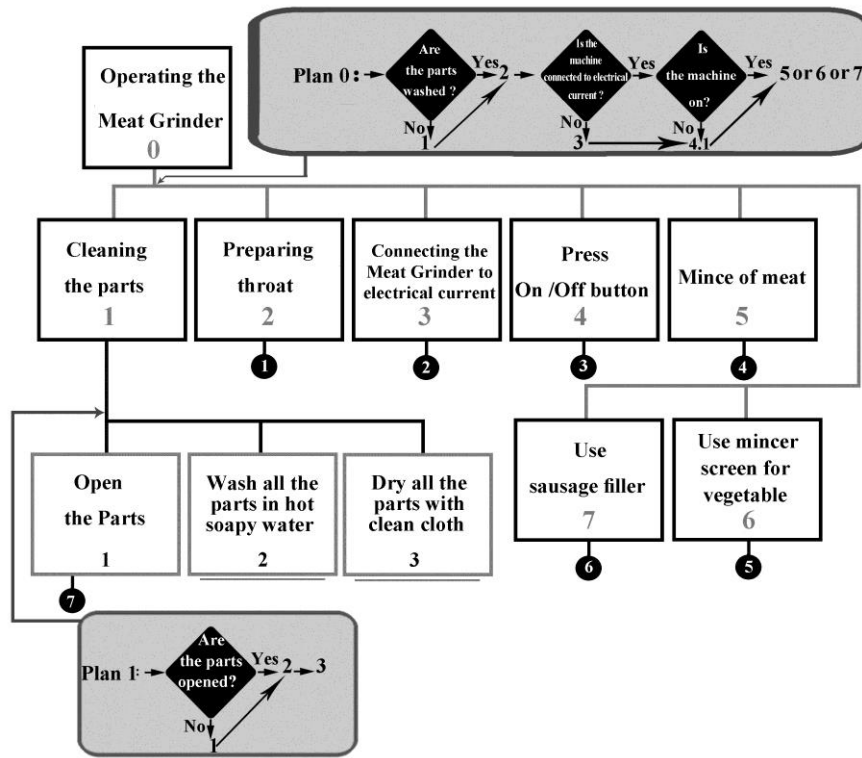 Operating the
Meat Grinder
0
Plan 0:
Are
the parts
washed ?
Yes
2
No
1
Is the
machine
connected to electrical
current ?
Yes
No
3
Is
the machine
on?
Yes
No
4.1
5 or 6 or 7
Cleaning
the parts
1
Preparing
throat
2
1
Connecting the
Meat Grinder to
electrical current
3
2
Press
On /Off button
4
3
Mince of meat
5
4
Open
the Parts
1
7
Wash all the
parts in hot
soapy water
2
Dry all the
parts with
clean cloth
3
Use
sausage filler
7
6
Use mincer
screen for
vegetable
6
5
Plan 1:
Are
the parts
opened?
Yes
2
3
No
1